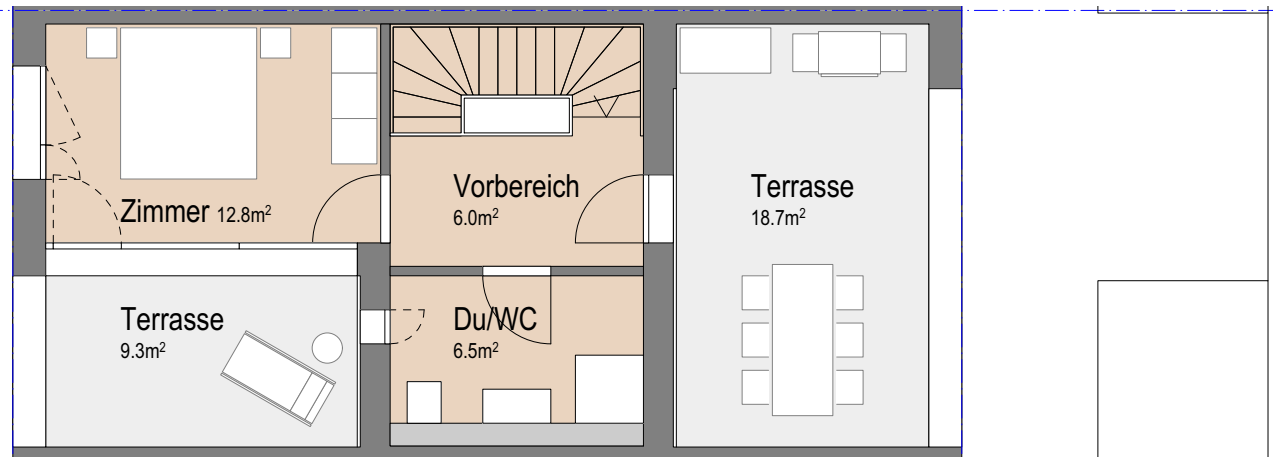 Zimmer 12.8m²
Vorbereich
6.0m²
Terrasse
18.7m²
Terrasse
9.3m²
Du/WC
6.5m²